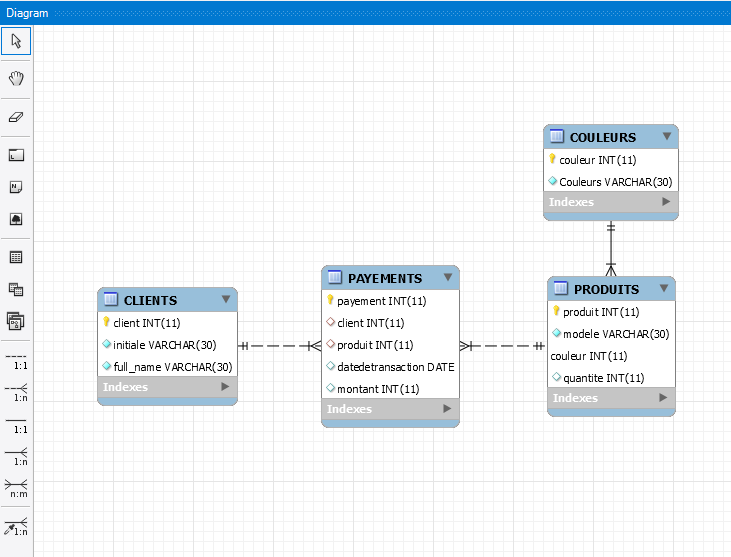 Diagram
COULEURS
couleur INT(11)
Couleurs VARCHAR(30)
Indexes
CLIENTS
client INT(11)
initiale VARCHAR(30)
full_name VARCHAR(30)
Indexes
PAYEMENTS
payement INT(11)
client INT(11)
produit INT(11)
datedetransaction DATE
montant INT(11)
Indexes
PRODUITS
produit INT(11)
modele VARCHAR(30)
couleur INT(11)
quantite INT(11)
Indexes
1:1
1:n
1:1
1:n
n:m
1:n